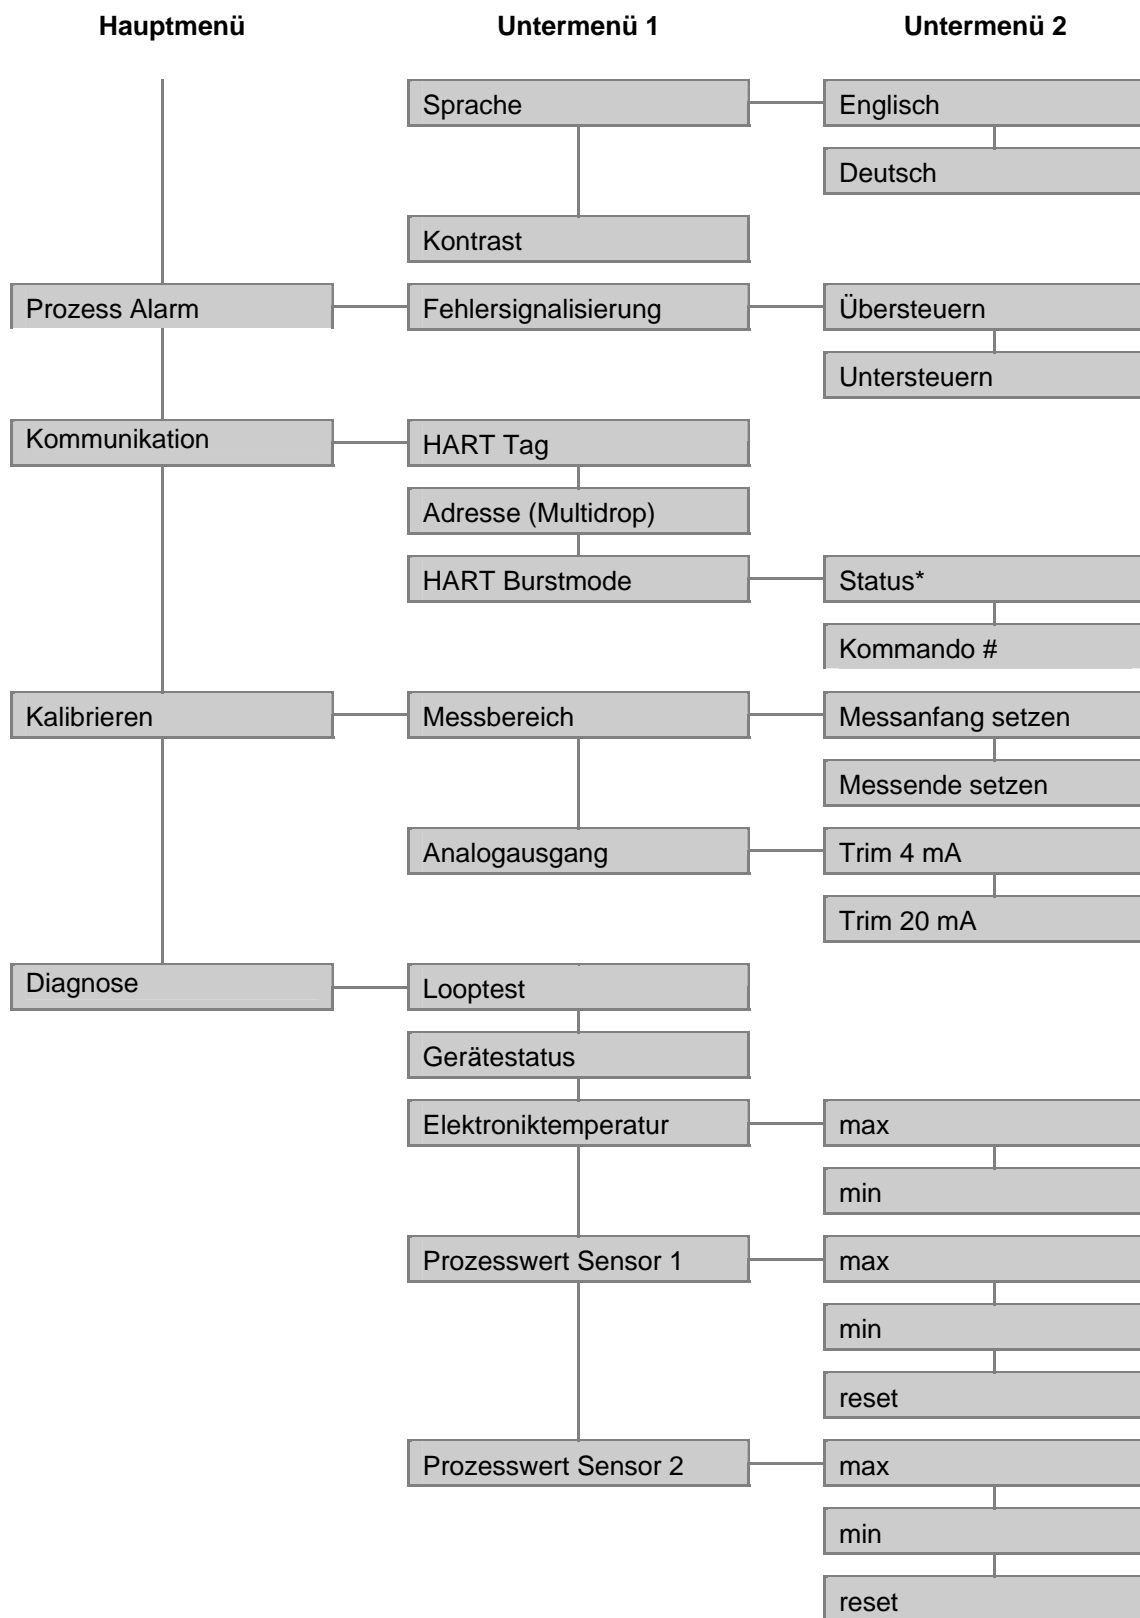 Hauptmenü Untermenü 1 Untermenü 2
Sprache Englisch
Deutsch
Kontrast
Prozess Alarm Fehlersignalisierung Übersteuern
Untersteuern
Kommunikation HART Tag
Adresse (Multidrop)
HART Burstmode Status*
Kommando #
Kalibrieren Messbereich Messanfang setzen
Messende setzen
Analogausgang Trim 4 mA
Trim 20 mA
Diagnose Looptest
Gerätestatus
Elektroniktemperatur max
min
Prozesswert Sensor 1 max
min
reset
Prozesswert Sensor 2 max
min
reset